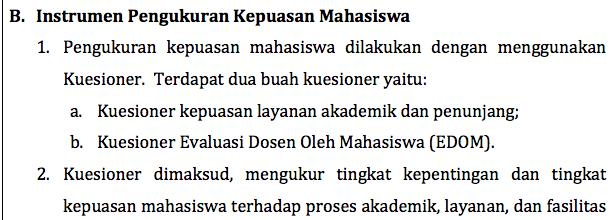 B. Instrumen Pengukuran Kepuasan Mahasiswa
1. Pengukuran kepuasan mahasiswa dilakukan dengan menggunakan
Kuesioner. Terdapat dua buah kuesioner yaitu:
a. Kuesioner kepuasan layanan akademik dan penunjang;
b. Kuesioner Evaluasi Dosen Oleh Mahasiswa (EDOM).
2. Kuesioner dimaksud, mengukur tingkat kepentingan dan tingkat
kepuasan mahasiswa terhadap proses akademik, layanan, dan fasilitas